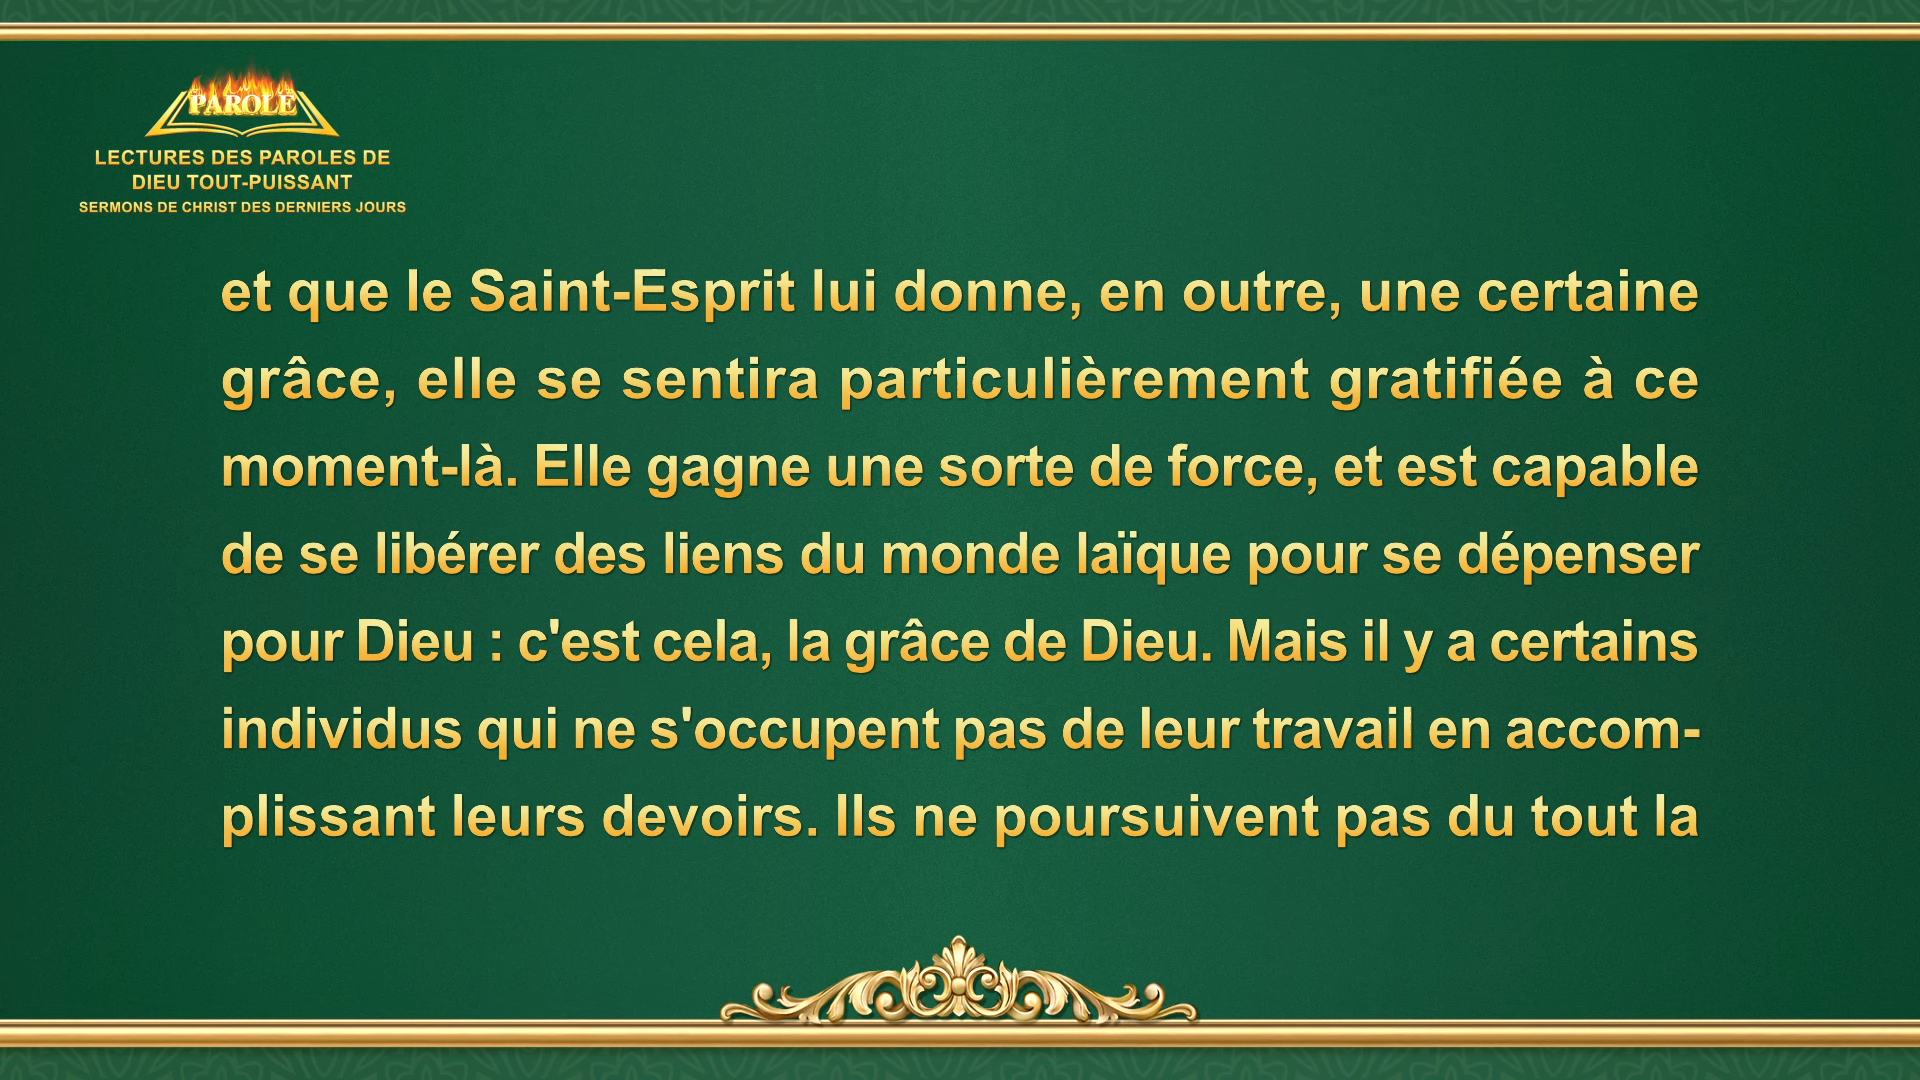 PAROLE
LECTURES DES PAROLES DE
DIEU TOUT-PUISSANT
SERMONS DE CHRIST DES DERNIERS JOURS
et que le Saint-Esprit lui donne, en outre, une certaine
grâce, elle se sentira particulièrement gratifiée à ce
moment-là. Elle gagne une sorte de force, et est capable
de se libérer des liens du monde laïque pour se dépenser
pour Dieu : c'est cela, la grâce de Dieu. Mais il y a certains
individus qui ne s'occupent pas de leur travail en accom-
plissant leurs devoirs. Ils ne poursuivent pas du tout la